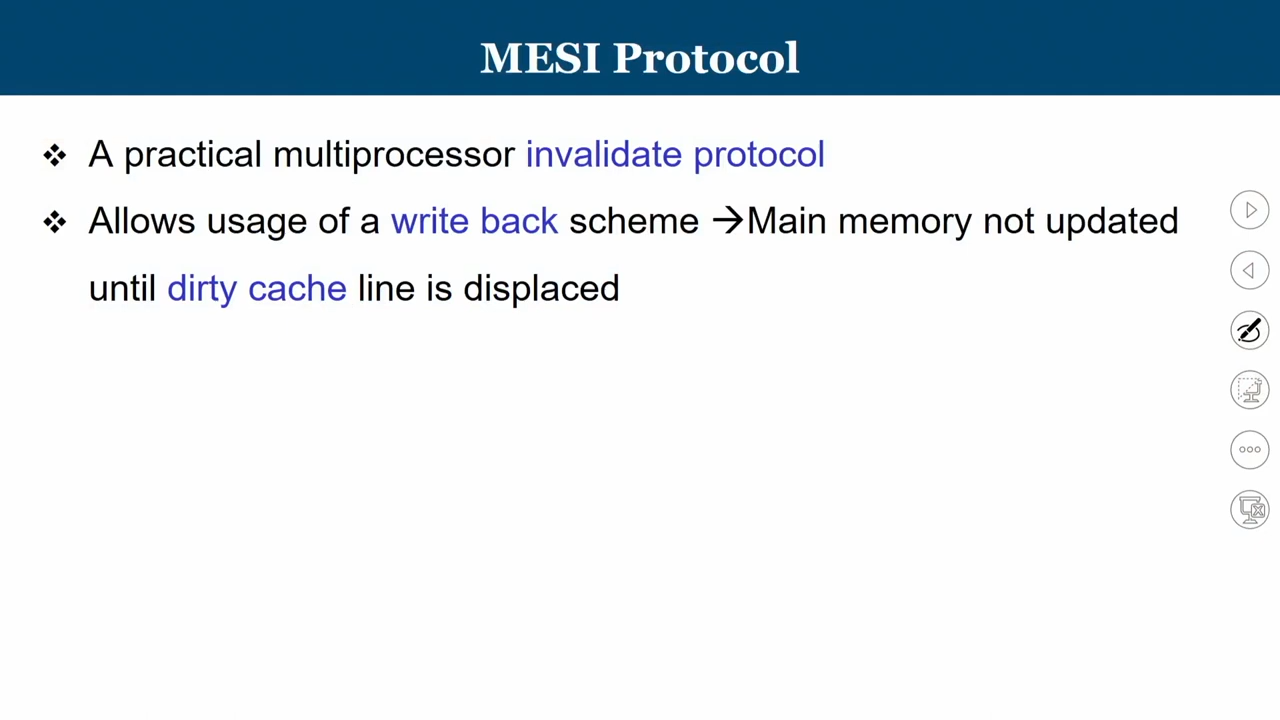 MESI Protocol
❖ A practical multiprocessor invalidate protocol
❖ Allows usage of a write back scheme →Main memory not updated
until dirty cache line is displaced